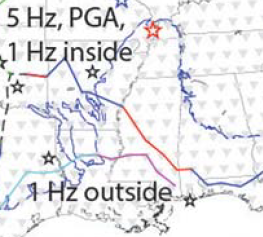 5 Hz, PGA,
1 Hz inside
1 Hz outside